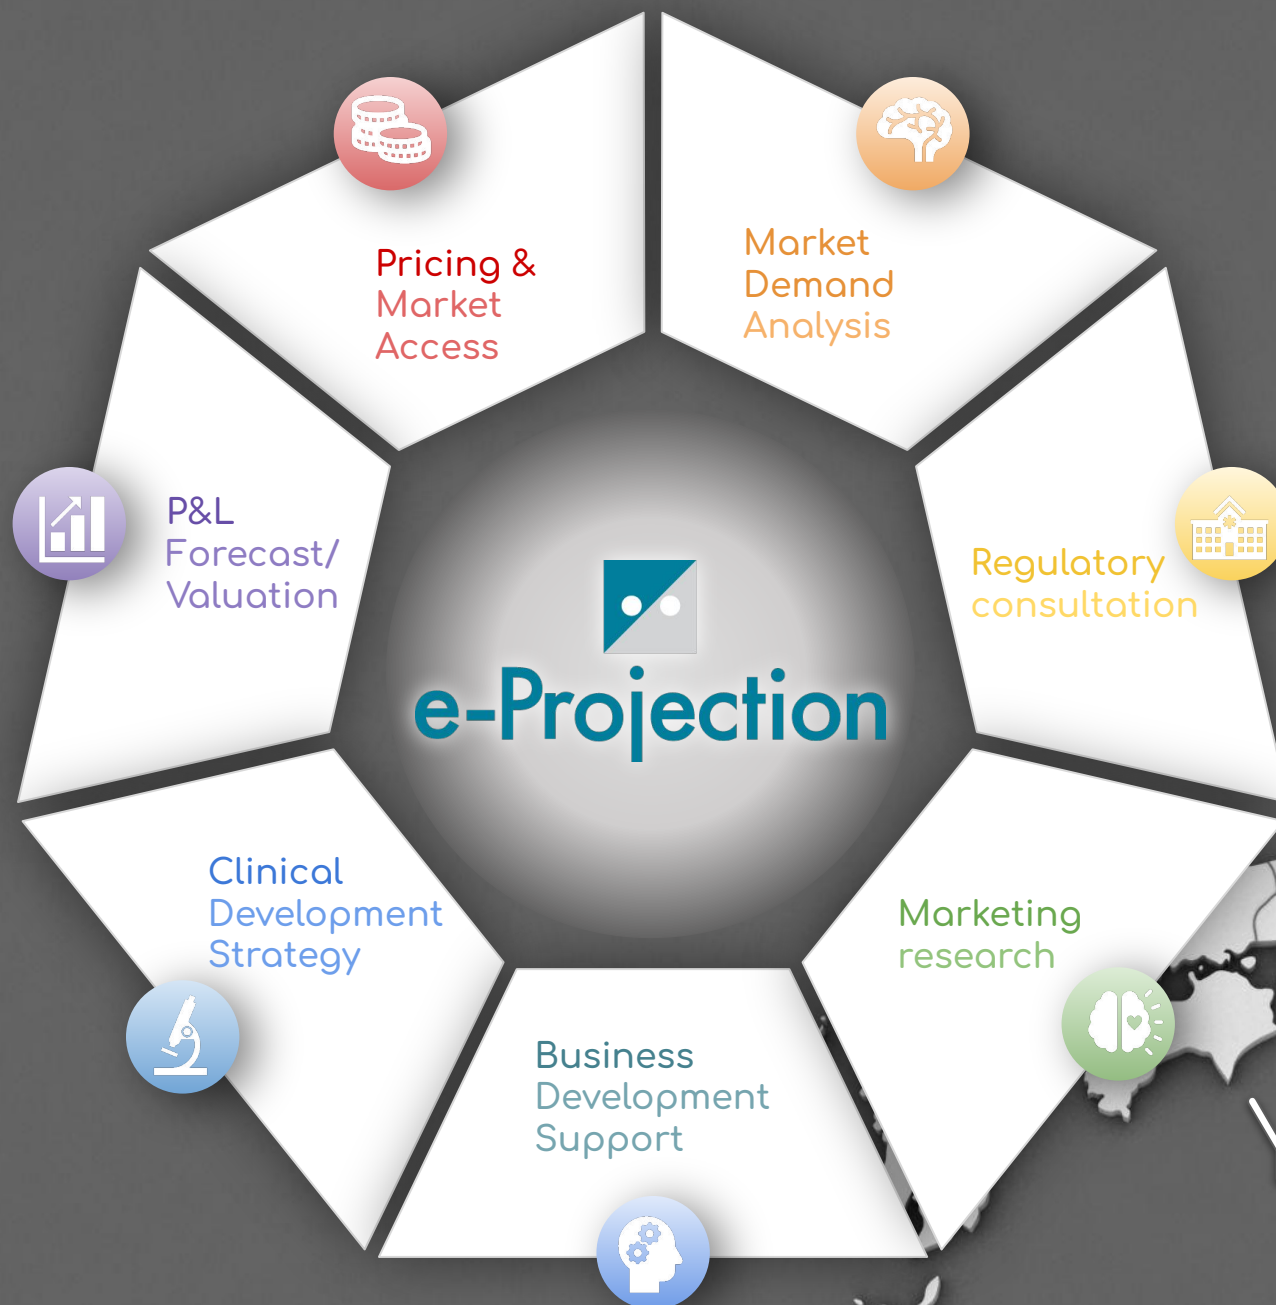 Pricing &
Market
Access
Market
Demand
Analysis
P&L
Forecast/
Valuation
Regulatory
consultation
e-Projection
Clinical
Development
Strategy
Marketing
research
Business
Development
Support